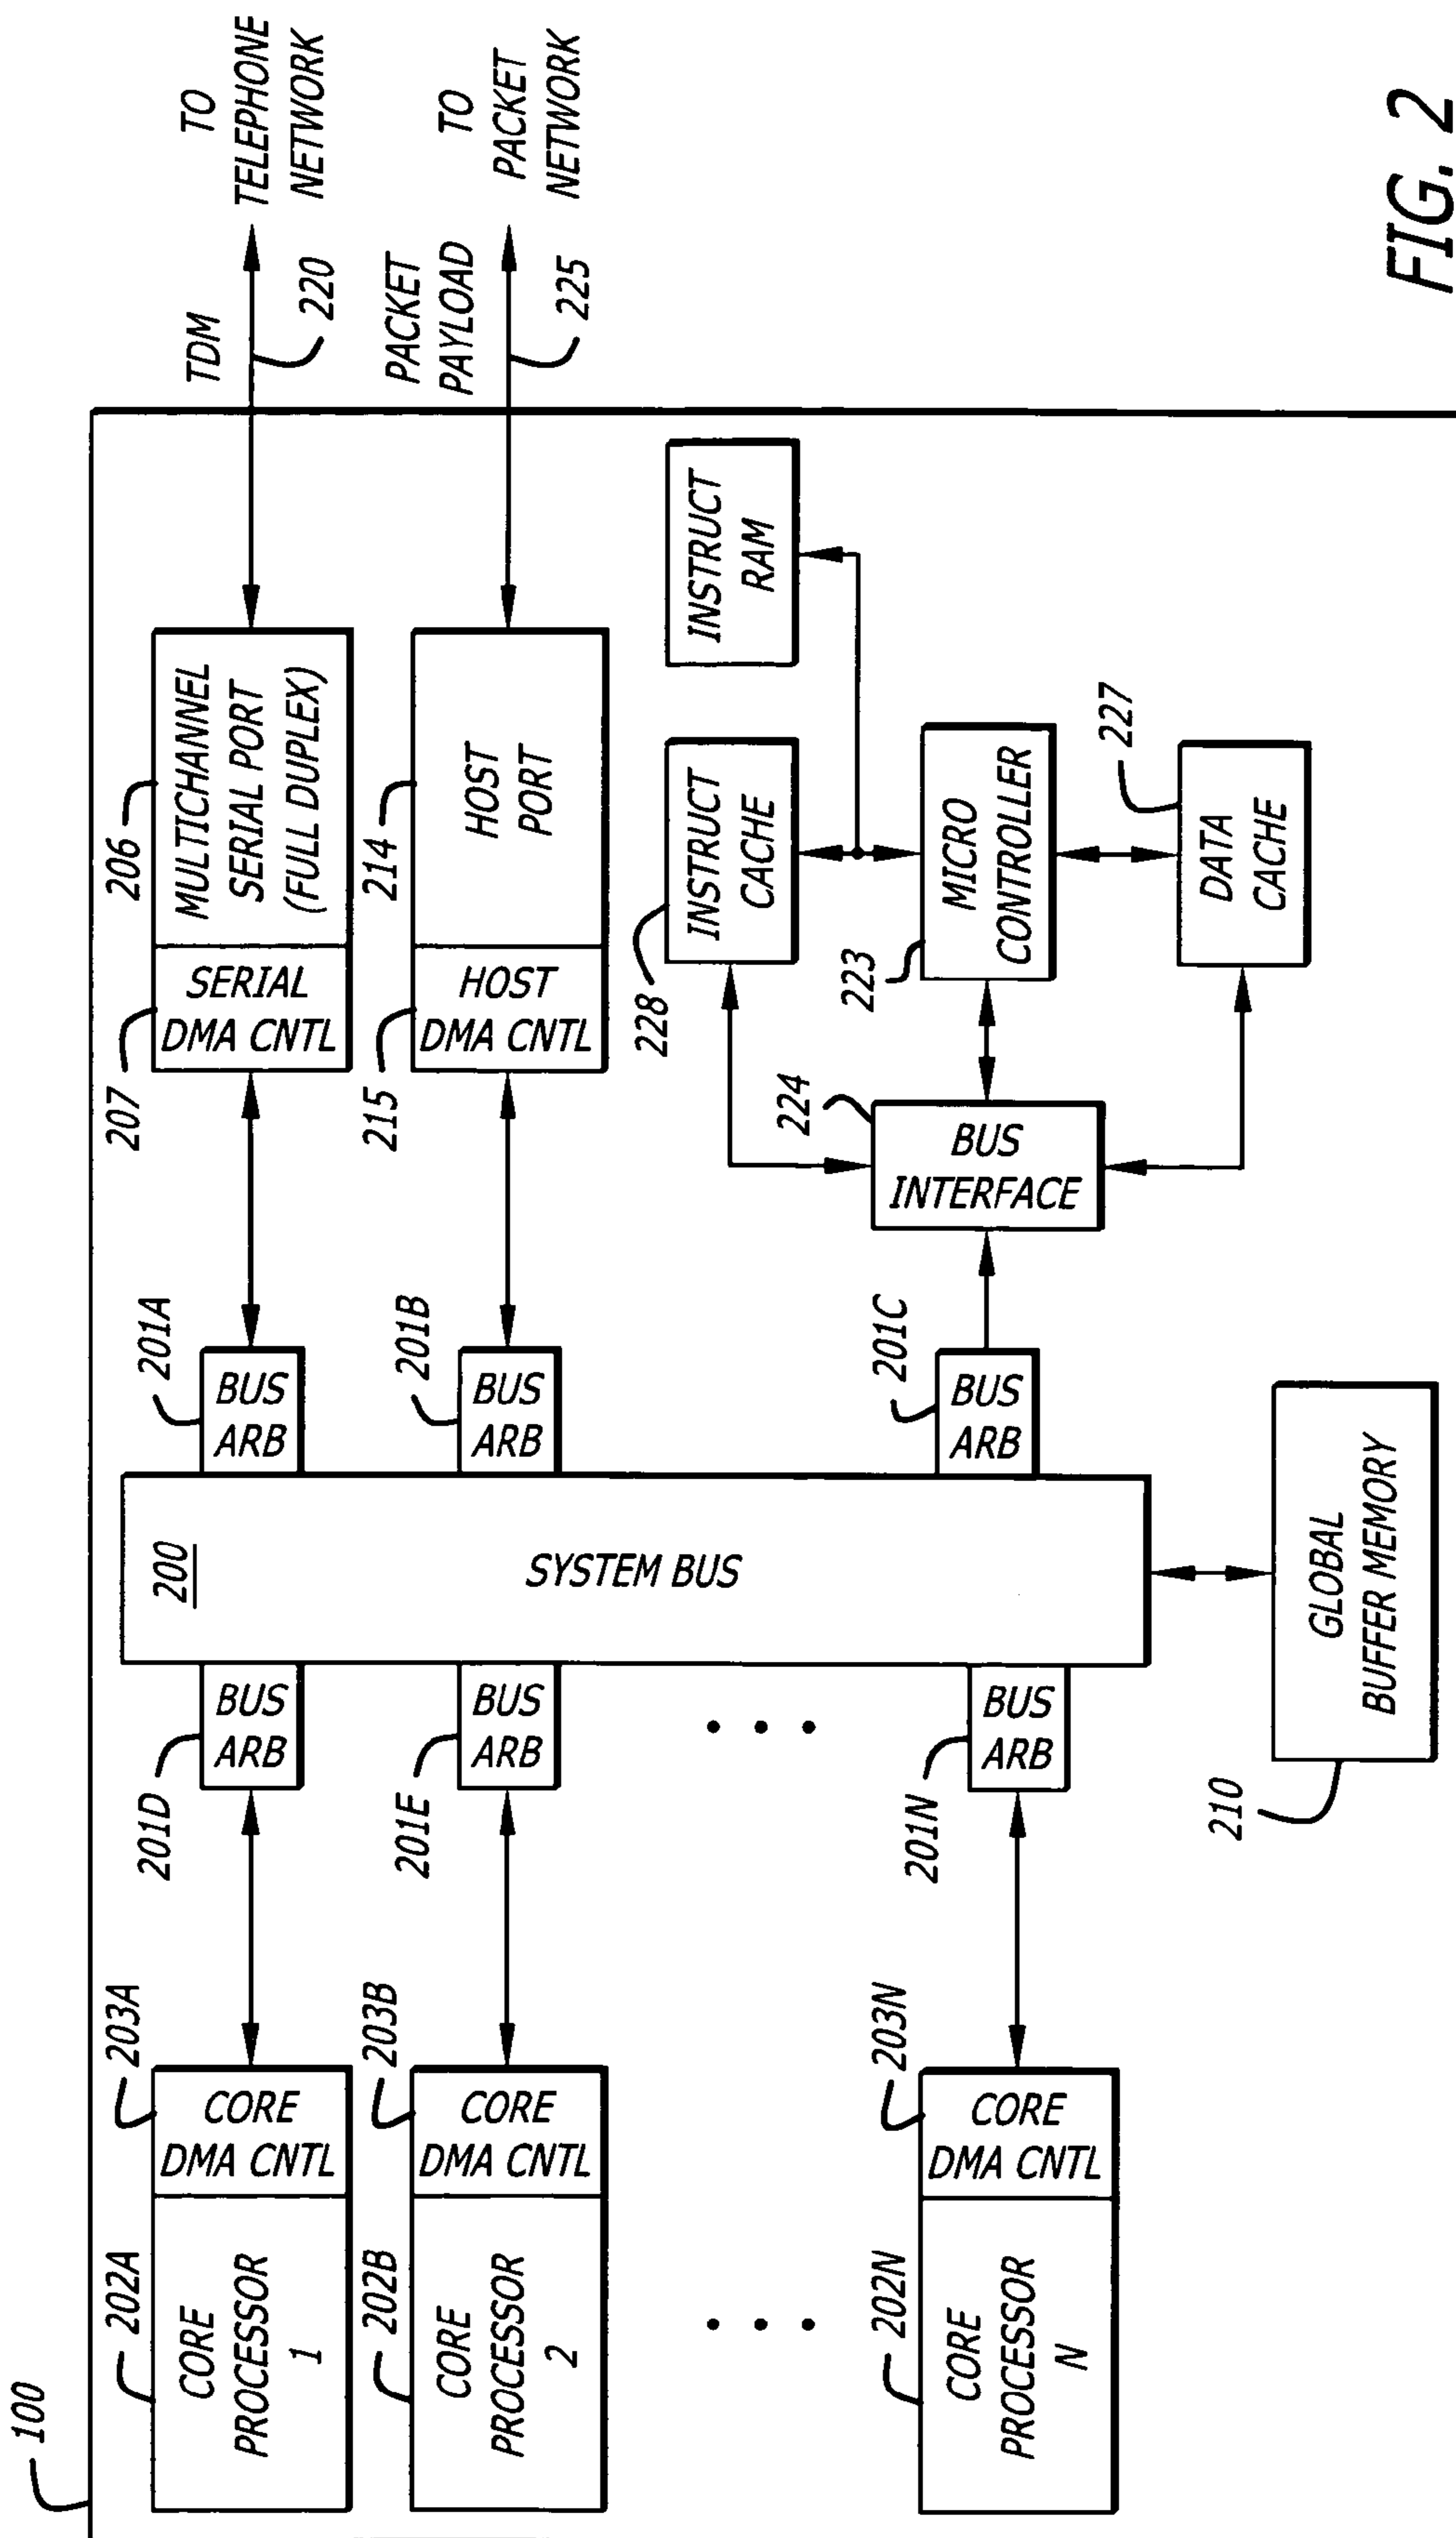 100
202A
203A
CORE
PROCESSOR
1
CORE
DMA CNTL
201D
BUS
ARB
202B
203B
CORE
PROCESSOR
2
CORE
DMA CNTL
201E
BUS
ARB
202N
203N
CORE
PROCESSOR
N
CORE
DMA CNTL
201N
BUS
ARB
200
SYSTEM BUS
210
GLOBAL
BUFFER MEMORY
201A
BUS
ARB
207
SERIAL
DMA CNTL
206
MULTICHANNEL
SERIAL PORT
(FULL DUPLEX)
TDM
220
TO
TELEPHONE
NETWORK
201B
BUS
ARB
215
HOST
DMA CNTL
214
HOST
PORT
PACKET
PAYLOAD
225
TO
PACKET
NETWORK
201C
BUS
ARB
224
BUS
INTERFACE
228
INSTRUCT
CACHE
INSTRUCT
RAM
223
MICRO
CONTROLLER
227
DATA
CACHE
FIG. 2